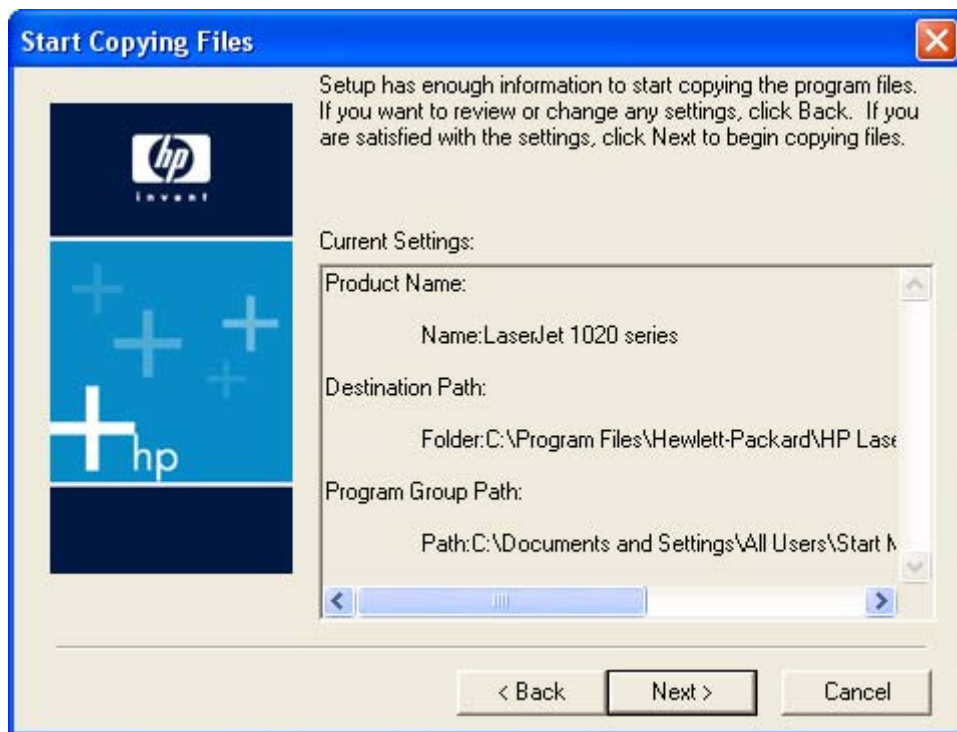 Start Copying Files
Setup has enough information to start copying the program files.
If you want to review or change any settings, click Back. If you
are satisfied with the settings, click Next to begin copying files.
hp
invent
Current Settings:
Product Name:
Name:LaserJet 1020 series
Destination Path:
Folder:C:\Program Files\Hewlett-Packard\HP Lase
Program Group Path:
Path:C:\Documents and Settings\All Users\Start M
hp
< Back
Next >
Cancel